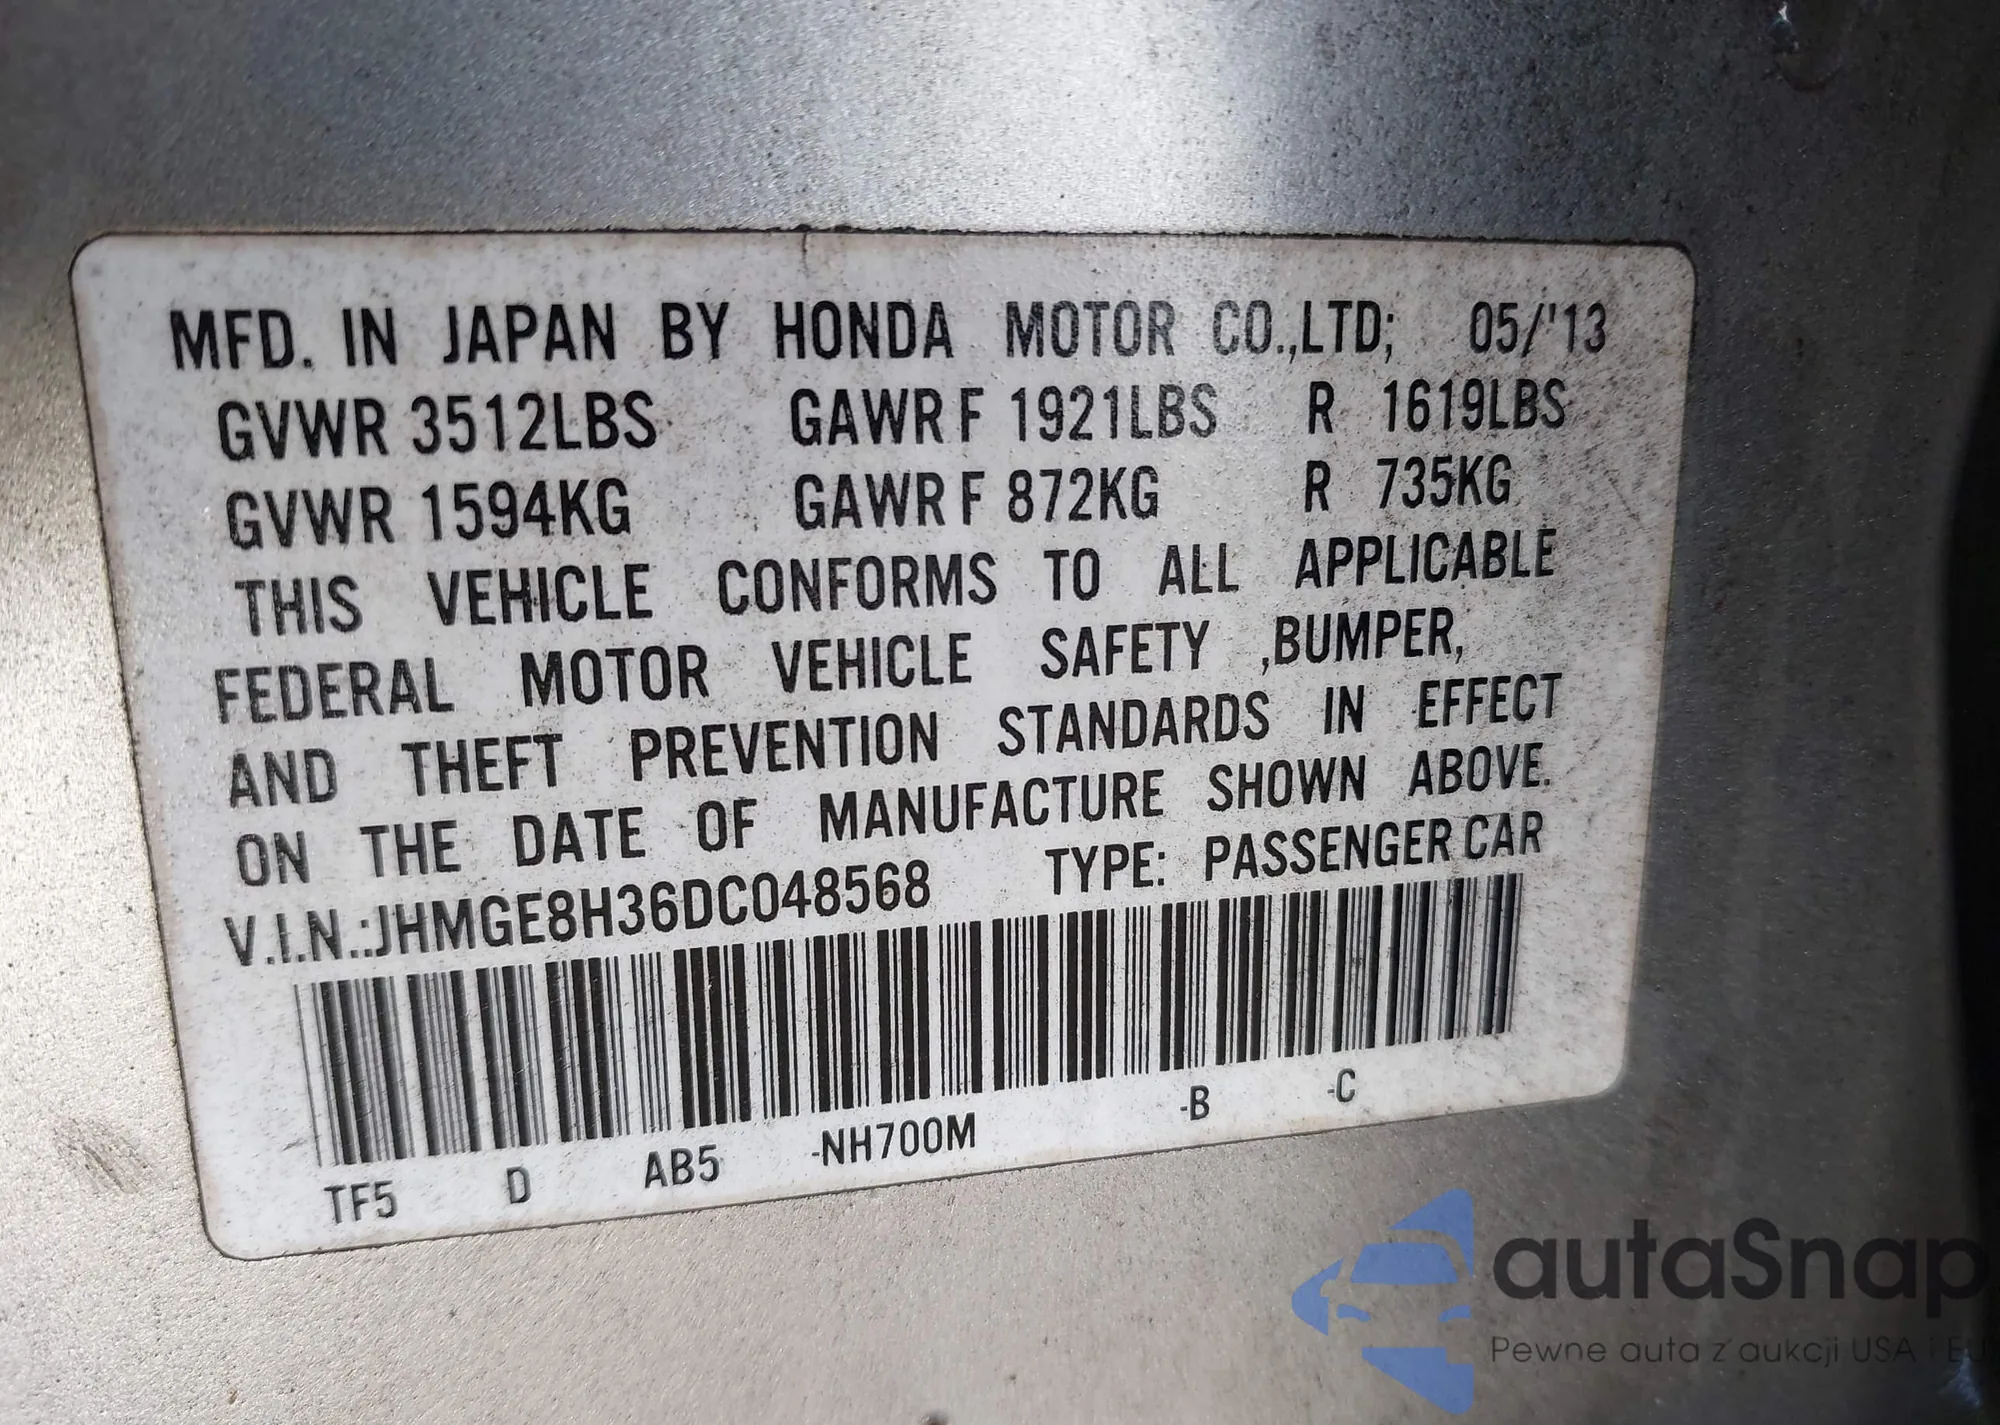 MFD. IN JAPAN BY HONDA MOTOR CO.,LTD; 05/'13
GVWR 3512LBS GAWR F 1921LBS R 1619LBS
GVWR 1594KG GAWR F 872KG R 735KG
THIS VEHICLE CONFORMS TO ALL APPLICABLE
FEDERAL MOTOR VEHICLE SAFETY ,BUMPER,
AND THEFT PREVENTION STANDARDS IN EFFECT
ON THE DATE OF MANUFACTURE SHOWN ABOVE.
V.I.N.:JHMGE8H36DC048568 TYPE: PASSENGER CAR
TF5 D AB5 -NH700M -B -C
autaSnap
Pewne auta z aukcji USA i EU